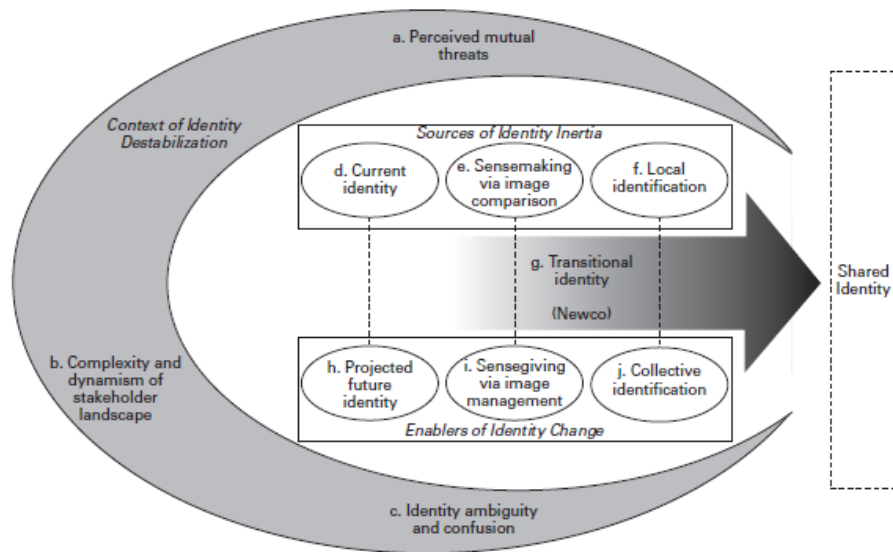 a. Perceived mutual
threats
Context of Identity
Destabilization
Sources of Identity Inertia
d. Current
identity
e. Sensemaking
via image
comparison
f. Local
identification
g. Transitional
identity
(Newco)
Shared
Identity
b. Complexity and
dynamism of
stakeholder
landscape
h. Projected
future
identity
i. Sensegiving
via image
management
j. Collective
identification
Enablers of Identity Change
c. Identity ambiguity
and confusion